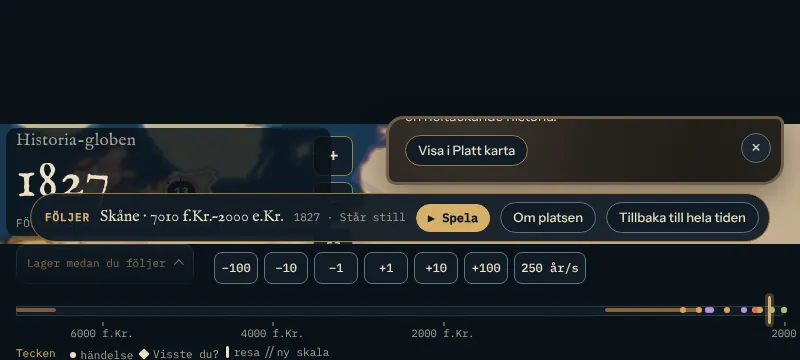 Historia-globen
Visa i Platt karta
×
+
1827
13
FÖLJER Skåne · 7010 f.Kr.–2000 e.Kr. 1827 · Står still ▶ Spela Om platsen Tillbaka till hela tiden
Lager medan du följer
−100 −10 −1 +1 +10 +100 250 år/s
6000 f.Kr. 4000 f.Kr. 2000 f.Kr. 2000
Tecken händelse Visste du? resa // ny skala